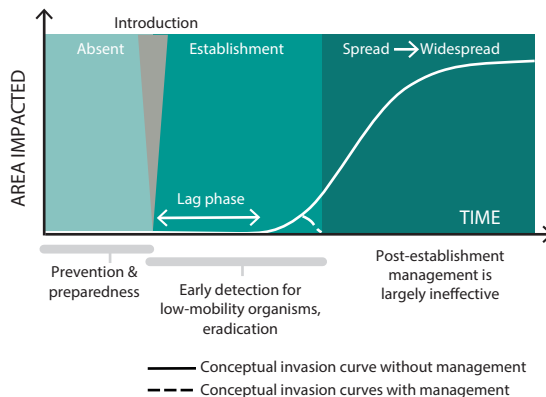 Introduction
Absent
Establishment
Spread
Widespread
AREA IMPACTED
Lag phase
TIME
Prevention &
preparedness
Early detection for
low-mobility organisms,
eradication
Post-establishment
management is
largely ineffective
Conceptual invasion curve without management
Conceptual invasion curves with management